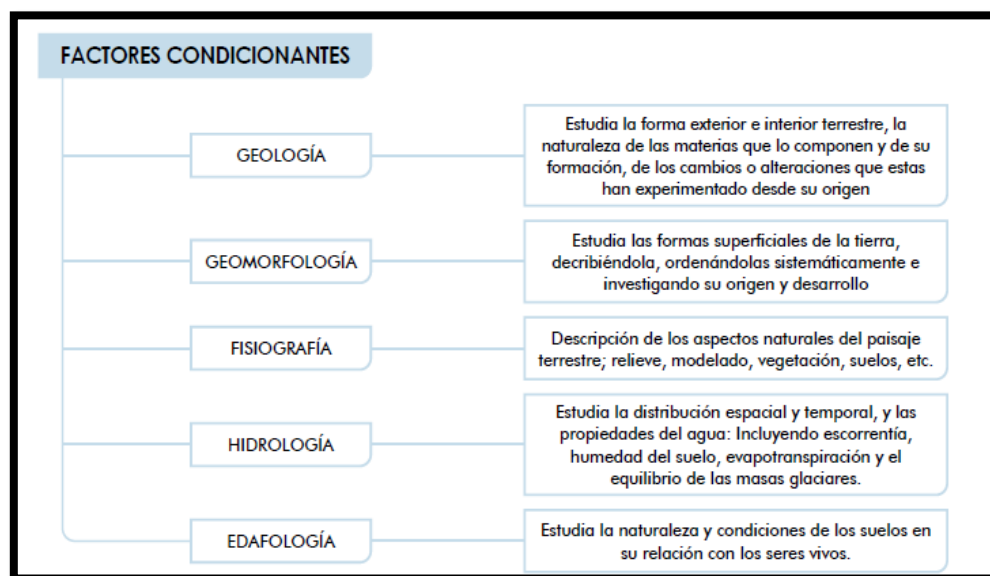 FACTORES CONDICIONANTES
GEOLOGÍA
Estudia la forma exterior e interior terrestre, la
naturaleza de las materias que lo componen y de su
formación, de los cambios o alteraciones que estas
han experimentado desde su origen
GEOMORFOLOGÍA
Estudia las formas superficiales de la tierra,
decribiéndola, ordenándolas sistemáticamente e
investigando su origen y desarrollo
FISIOGRAFÍA
Descripción de los aspectos naturales del paisaje
terrestre; relieve, modelado, vegetación, suelos, etc.
HIDROLOGÍA
Estudia la distribución espacial y temporal, y las
propiedades del agua: Incluyendo escorrentía,
humedad del suelo, evapotranspiración y el
equilibrio de las masas glaciares.
EDAFOLOGÍA
Estudia la naturaleza y condiciones de los suelos en
su relación con los seres vivos.